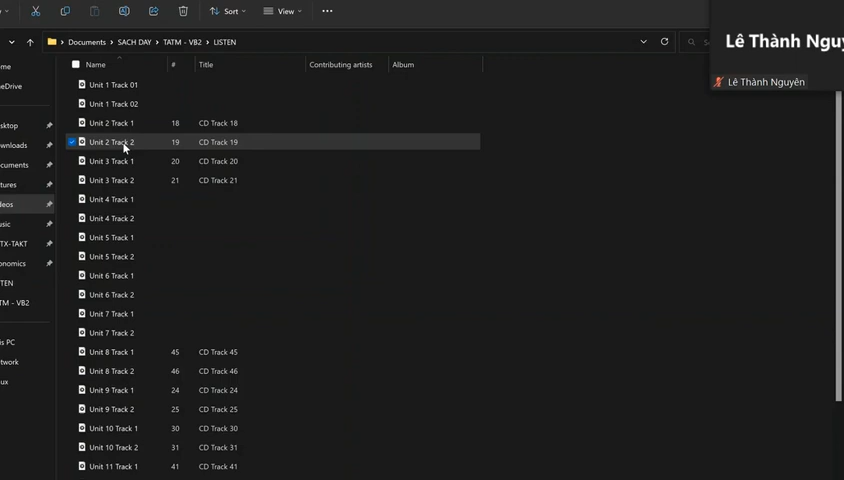 Sort View
Documents SACH DAY TATM - VB2 LISTEN
Lê Thành Nguy
Lê Thành Nguyên
Name # Title Contributing artists Album
Unit 1 Track 01
Unit 1 Track 02
Unit 2 Track 1 18 CD Track 18
Unit 2 Track 2 19 CD Track 19
Unit 3 Track 1 20 CD Track 20
Unit 3 Track 2 21 CD Track 21
Unit 4 Track 1
Unit 4 Track 2
Unit 5 Track 1
Unit 5 Track 2
Unit 6 Track 1
Unit 6 Track 2
Unit 7 Track 1
Unit 7 Track 2
Unit 8 Track 1 45 CD Track 45
Unit 8 Track 2 46 CD Track 46
Unit 9 Track 1 24 CD Track 24
Unit 9 Track 2 25 CD Track 25
Unit 10 Track 1 30 CD Track 30
Unit 10 Track 2 31 CD Track 31
Unit 11 Track 1 41 CD Track 41
me
neDrive
sktop
wnloads
cuments
tures
deos
usic
TX-TAKT
onomics
TEN
TM - VB2
is PC
twork
ux